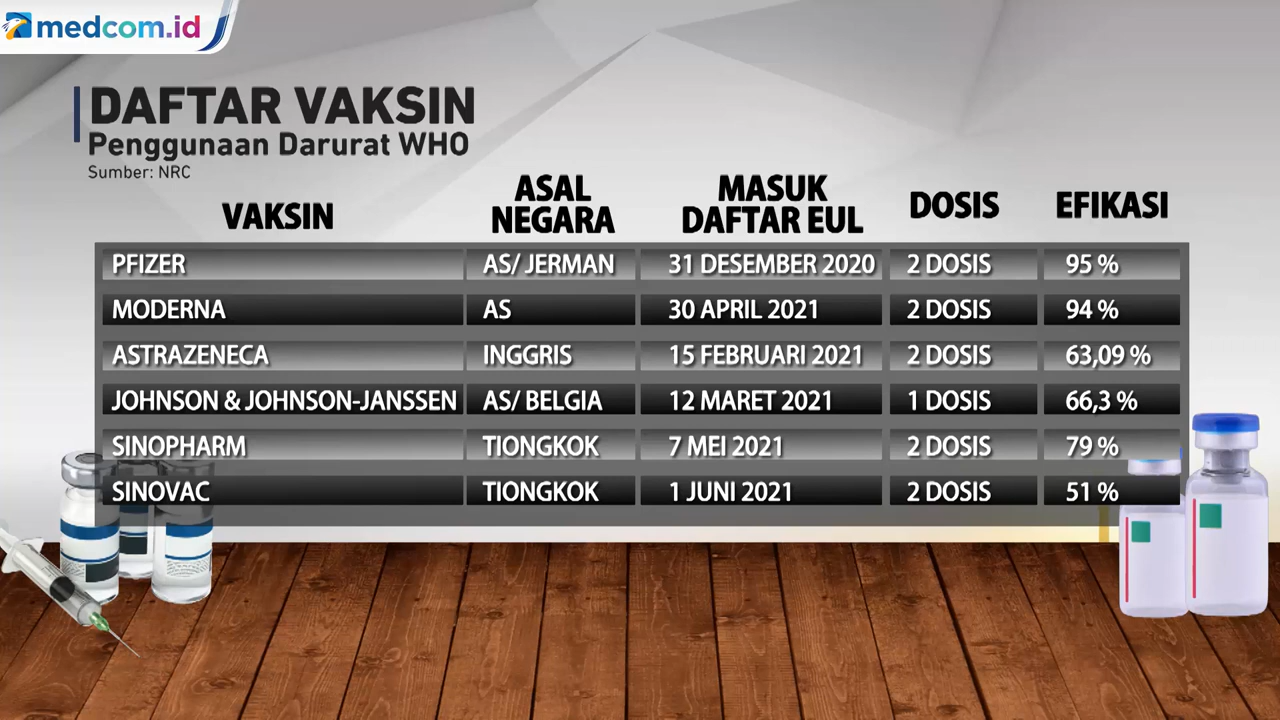 medcom.id
DAFTAR VAKSIN
Penggunaan Darurat WHO
Sumber: NRC
VAKSIN ASAL NEGARA MASUK DAFTAR EUL DOSIS EFIKASI
PFIZER AS/ JERMAN 31 DESEMBER 2020 2 DOSIS 95 %
MODERNA AS 30 APRIL 2021 2 DOSIS 94 %
ASTRAZENECA INGGRIS 15 FEBRUARI 2021 2 DOSIS 63,09 %
JOHNSON & JOHNSON-JANSSEN AS/ BELGIA 12 MARET 2021 1 DOSIS 66,3 %
SINOPHARM TIONGKOK 7 MEI 2021 2 DOSIS 79 %
SINOVAC TIONGKOK 1 JUNI 2021 2 DOSIS 51 %